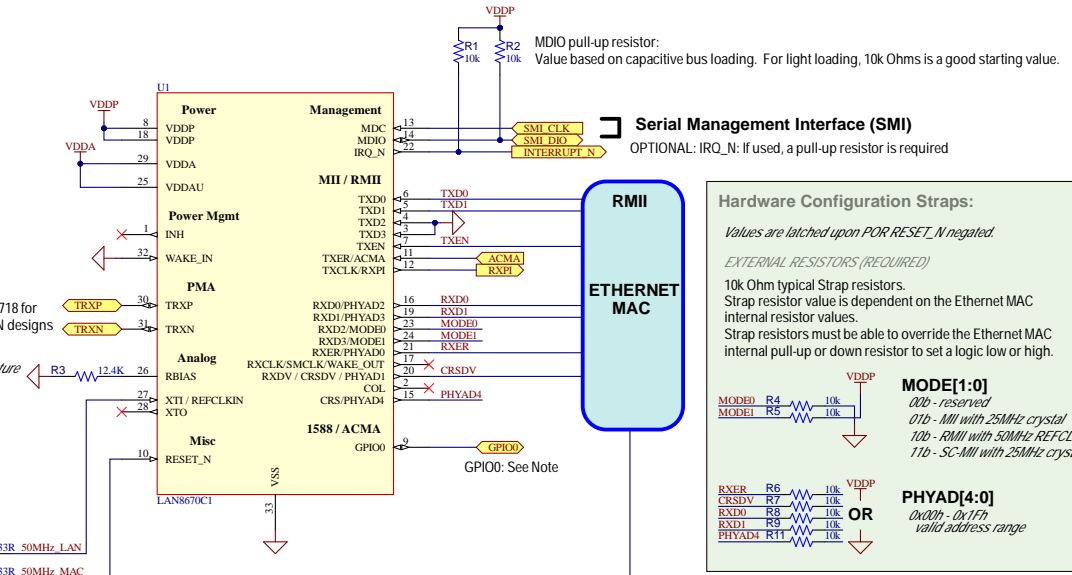 VDDP
R1
10k
R2
10k
MDIO pull-up resistor:
Value based on capacitive bus loading. For light loading, 10k Ohms is a good starting value.
U1
VDDP
VDDA
Power
8 VDDP
18 VDDP
29 VDDA
25 VDDAU
Power Mgmt
1 INH
32 WAKE_IN
PMA
718 for
N designs
TRXP 30 TRXP
TRXN 31 TRXN
Analog
ture
R3 12.4K 26 RBIAS
27 XTI / REFCLKIN
28 XTO
Misc
10 RESET_N
VSS
33
LAN8670C1
Management
MDC 13 SMI_CLK
MDIO 14 SMI_DIO
IRQ_N 22 INTERRUPT_N
Serial Management Interface (SMI)
OPTIONAL: IRQ_N: If used, a pull-up resistor is required
MII / RMII
TXD0 6 TXD0
TXD1 5 TXD1
TXD2 4
TXD3 3
TXEN 7 TXEN
TXER/ACMA 11 ACMA
TXCLK/RXPI 12 RXPI
RXD0/PHYAD2 16 RXD0
RXD1/PHYAD3 19 RXD1
RXD2/MODE0 23 MODE0
RXD3/MODE1 24 MODE1
RXER/PHYAD0 21 RXER
RXCLK/SMCLK/WAKE_OUT 17
RXDV / CRSDV / PHYAD1 20 CRSDV
COL 2
CRS/PHYAD4 15 PHYAD4
1588 / ACMA
GPIO0 9 GPIO0
GPIO0: See Note
RMII
ETHERNET
MAC
33R 50MHz_LAN
33R 50MHz_MAC
Hardware Configuration Straps:
Values are latched upon POR RESET_N negated.
EXTERNAL RESISTORS (REQUIRED)
10k Ohm typical Strap resistors.
Strap resistor value is dependent on the Ethernet MAC
internal resistor values.
Strap resistors must be able to override the Ethernet MAC
internal pull-up or down resistor to set a logic low or high.
VDDP
MODE0 R4 10k
MODE1 R5 10k
MODE[1:0]
00b - reserved
01b - MII with 25MHz crystal
10b - RMII with 50MHz REFCL
11b - SC-MII with 25MHz cryst
VDDP
RXER R6 10k
CRSDV R7 10k
RXD0 R8 10k
RXD1 R9 10k
PHYAD4 R11 10k
OR
PHYAD[4:0]
0x00h - 0x1Fh
valid address range